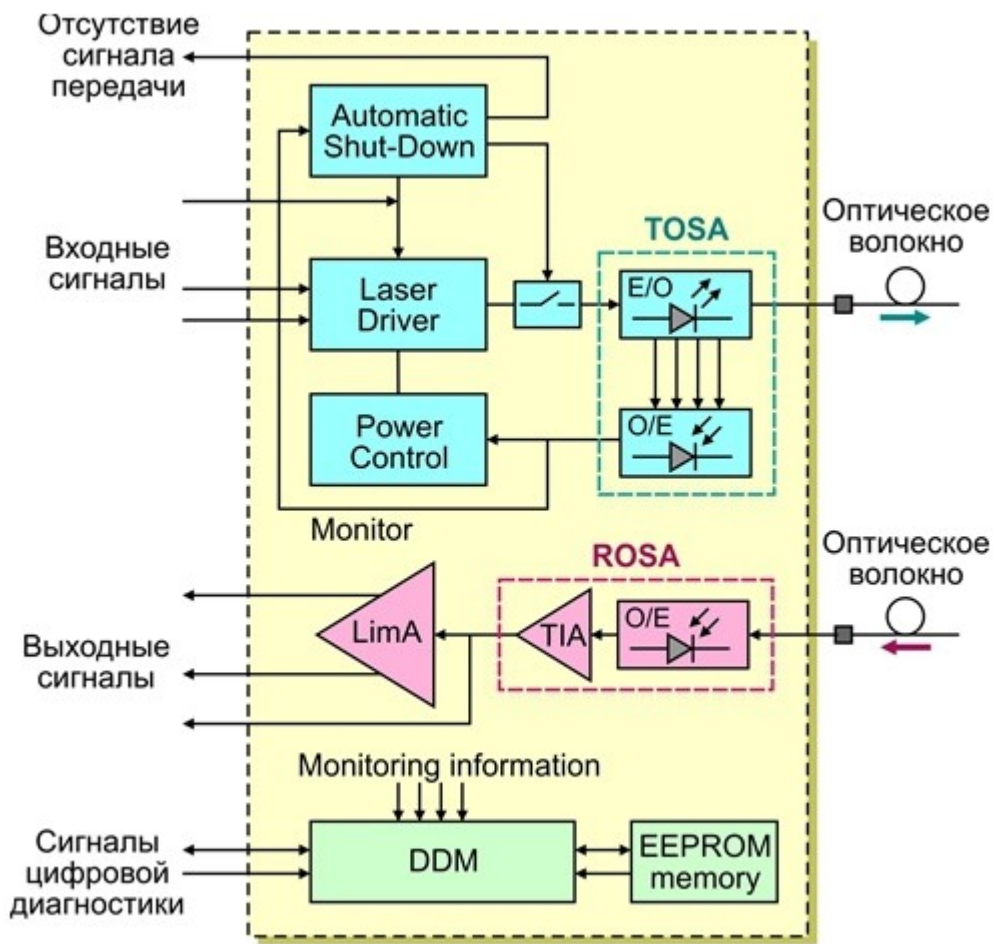 Отсутствие
сигнала
передачи
Automatic
Shut-Down
Входные
сигналы
Laser
Driver
TOSA
E/O
Оптическое
волокно
Power
Control
O/E
Monitor
ROSA
Оптическое
волокно
LimA
TIA
O/E
Выходные
сигналы
Monitoring information
Сигналы
цифровой
диагностики
DDM
EEPROM
memory